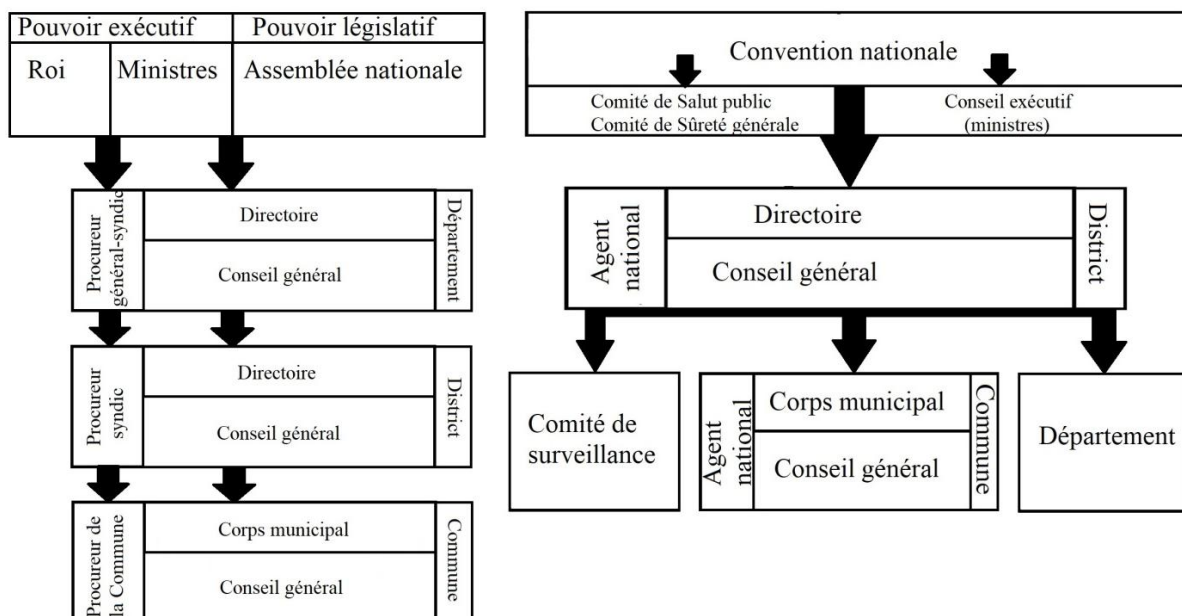 Pouvoir exécutif
Pouvoir législatif
Roi
Ministres
Assemblée nationale
Procureur
général-syndic
Directoire
Conseil général
Département
Procureur
syndic
Directoire
Conseil général
District
Procureur de
la Commune
Corps municipal
Conseil général
Commune
Convention nationale
Comité de Salut public
Comité de Sûreté générale
Conseil exécutif
(ministres)
Agent
national
Directoire
Conseil général
District
Comité de
surveillance
Agent
national
Corps municipal
Conseil général
Commune
Département